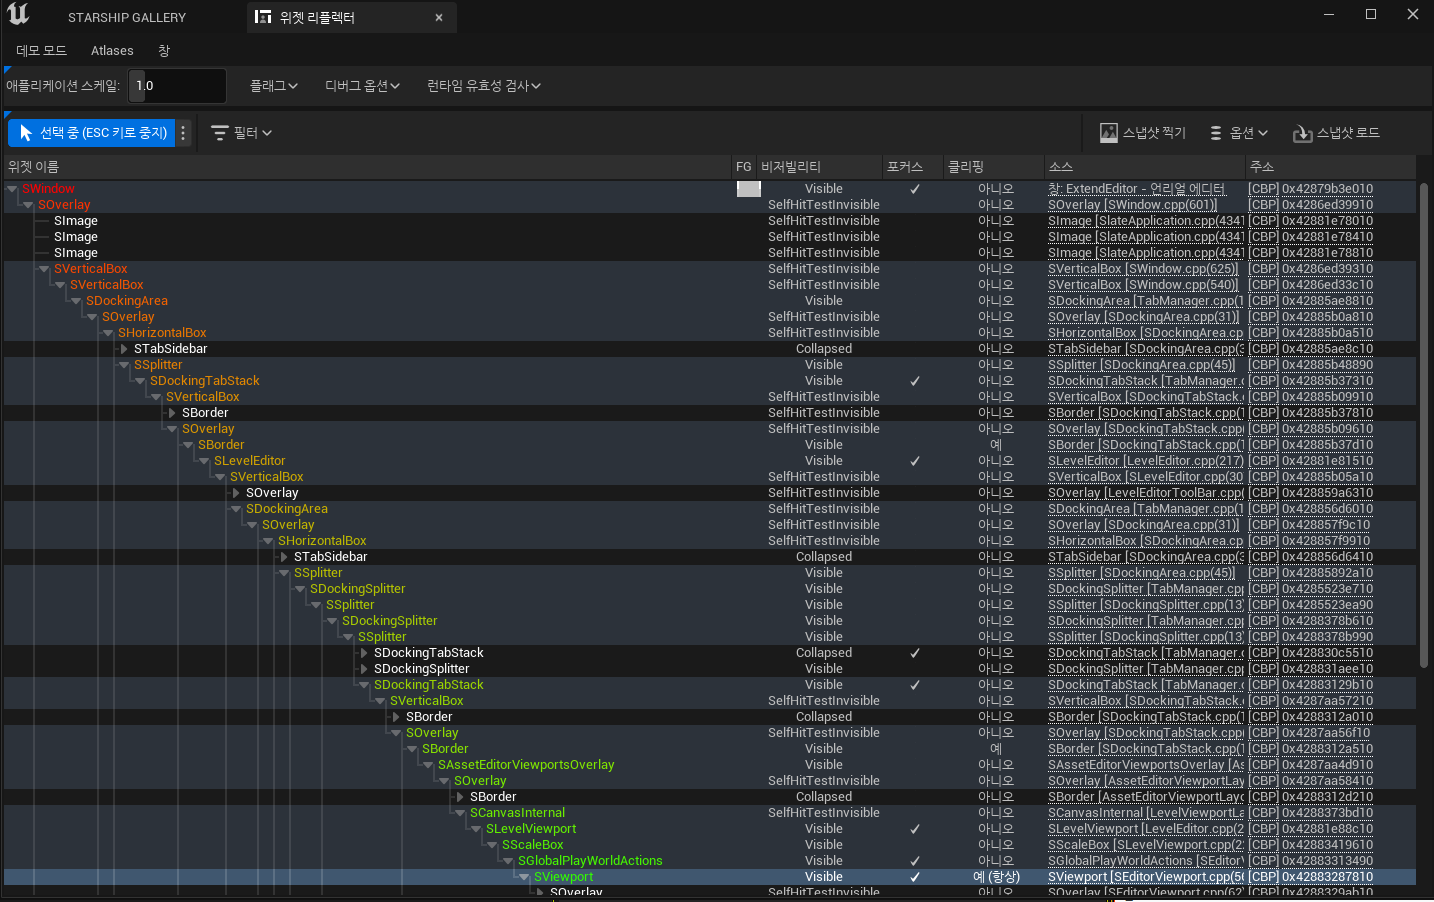 STARSHIP GALLERY 위젯 리플렉터 ×
데모 모드 Atlases 창
애플리케이션 스케일: 1.0 플래그 디버그 옵션 런타임 유효성 검사
선택 중 (ESC 키로 중지) 필터 스냅샷 찍기 옵션 스냅샷 로드
위젯 이름 FG 비저빌리티 포커스 클리핑 소스 주소
SWindow Visible ✓ 아니오 창: ExtendEditor - 언리얼 에디터 [CBP] 0x42879b3e010
SOverlay SelfHitTestInvisible 아니오 SOverlay [SWindow.cpp(601)] [CBP] 0x4286ed39910
SImage SelfHitTestInvisible 아니오 SImage [SlateApplication.cpp(4341 [CBP] 0x42881e78010
SImage SelfHitTestInvisible 아니오 SImage [SlateApplication.cpp(4341 [CBP] 0x42881e78410
SImage SelfHitTestInvisible 아니오 SImage [SlateApplication.cpp(4341 [CBP] 0x42881e78810
SVerticalBox SelfHitTestInvisible 아니오 SVerticalBox [SWindow.cpp(625)] [CBP] 0x4286ed39310
SVerticalBox SelfHitTestInvisible 아니오 SVerticalBox [SWindow.cpp(540)] [CBP] 0x4286ed33c10
SDockingArea Visible 아니오 SDockingArea [TabManager.cpp(1 [CBP] 0x42885ae8810
SOverlay SelfHitTestInvisible 아니오 SOverlay [SDockingArea.cpp(31)] [CBP] 0x42885b0a810
SHorizontalBox SelfHitTestInvisible 아니오 SHorizontalBox [SDockingArea.cp [CBP] 0x42885b0a510
STabSidebar Collapsed 아니오 STabSidebar [SDockingArea.cpp(3 [CBP] 0x42885ae8c10
SSplitter Visible 아니오 SSplitter [SDockingArea.cpp(45)] [CBP] 0x42885b48890
SDockingTabStack Visible ✓ 아니오 SDockingTabStack [TabManager.c [CBP] 0x42885b37310
SVerticalBox SelfHitTestInvisible 아니오 SVerticalBox [SDockingTabStack.c [CBP] 0x42885b09910
SBorder SelfHitTestInvisible 아니오 SBorder [SDockingTabStack.cpp(1 [CBP] 0x42885b37810
SOverlay SelfHitTestInvisible 아니오 SOverlay [SDockingTabStack.cpp( [CBP] 0x42885b09610
SBorder Visible 예 SBorder [SDockingTabStack.cpp(1 [CBP] 0x42885b37d10
SLevelEditor Visible ✓ 아니오 SLevelEditor [LevelEditor.cpp(217) [CBP] 0x42881e81510
SVerticalBox SelfHitTestInvisible 아니오 SVerticalBox [SLevelEditor.cpp(30 [CBP] 0x42885b05a10
SOverlay SelfHitTestInvisible 아니오 SOverlay [LevelEditorToolBar.cpp( [CBP] 0x428859a6310
SDockingArea SelfHitTestInvisible 아니오 SDockingArea [TabManager.cpp(1 [CBP] 0x428856d6010
SOverlay SelfHitTestInvisible 아니오 SOverlay [SDockingArea.cpp(31)] [CBP] 0x428857f9c10
SHorizontalBox SelfHitTestInvisible 아니오 SHorizontalBox [SDockingArea.cp [CBP] 0x428857f9910
STabSidebar Collapsed 아니오 STabSidebar [SDockingArea.cpp(3 [CBP] 0x428856d6410
SSplitter Visible 아니오 SSplitter [SDockingArea.cpp(45)] [CBP] 0x42885892a10
SDockingSplitter Visible 아니오 SDockingSplitter [TabManager.cpp [CBP] 0x4285523e710
SSplitter Visible 아니오 SSplitter [SDockingSplitter.cpp(13) [CBP] 0x4285523ea90
SDockingSplitter Visible 아니오 SDockingSplitter [TabManager.cpp [CBP] 0x4288378b610
SSplitter Visible 아니오 SSplitter [SDockingSplitter.cpp(13) [CBP] 0x4288378b990
SDockingTabStack Collapsed ✓ 아니오 SDockingTabStack [TabManager.c [CBP] 0x428830c5510
SDockingSplitter Visible 아니오 SDockingSplitter [TabManager.cpp [CBP] 0x428831aee10
SDockingTabStack Visible ✓ 아니오 SDockingTabStack [TabManager.c [CBP] 0x42883129b10
SVerticalBox SelfHitTestInvisible 아니오 SVerticalBox [SDockingTabStack.c [CBP] 0x4287aa57210
SBorder Collapsed 아니오 SBorder [SDockingTabStack.cpp(1 [CBP] 0x4288312a010
SOverlay SelfHitTestInvisible 아니오 SOverlay [SDockingTabStack.cpp( [CBP] 0x4287aa56f10
SBorder Visible 예 SBorder [SDockingTabStack.cpp(1 [CBP] 0x4288312a510
SAssetEditorViewportsOverlay Visible 아니오 SAssetEditorViewportsOverlay [As [CBP] 0x4287aa4d910
SOverlay SelfHitTestInvisible 아니오 SOverlay [AssetEditorViewportLay [CBP] 0x4287aa58410
SBorder Collapsed 아니오 SBorder [AssetEditorViewportLayo [CBP] 0x4288312d210
SCanvasInternal SelfHitTestInvisible 아니오 SCanvasInternal [LevelViewportLa [CBP] 0x4288373bd10
SLevelViewport Visible ✓ 아니오 SLevelViewport [LevelEditor.cpp(2 [CBP] 0x42881e88c10
SScaleBox Visible 아니오 SScaleBox [SLevelViewport.cpp(22 [CBP] 0x42883419610
SGlobalPlayWorldActions Visible ✓ 아니오 SGlobalPlayWorldActions [SEditorV [CBP] 0x42883313490
SViewport Visible ✓ 예 (항상) SViewport [SEditorViewport.cpp(56 [CBP] 0x42883287810
SOverlay SelfHitTestInvisible 아니오 SOverlay [SEditorViewport.cpp(62) [CBP] 0x4288329ab10